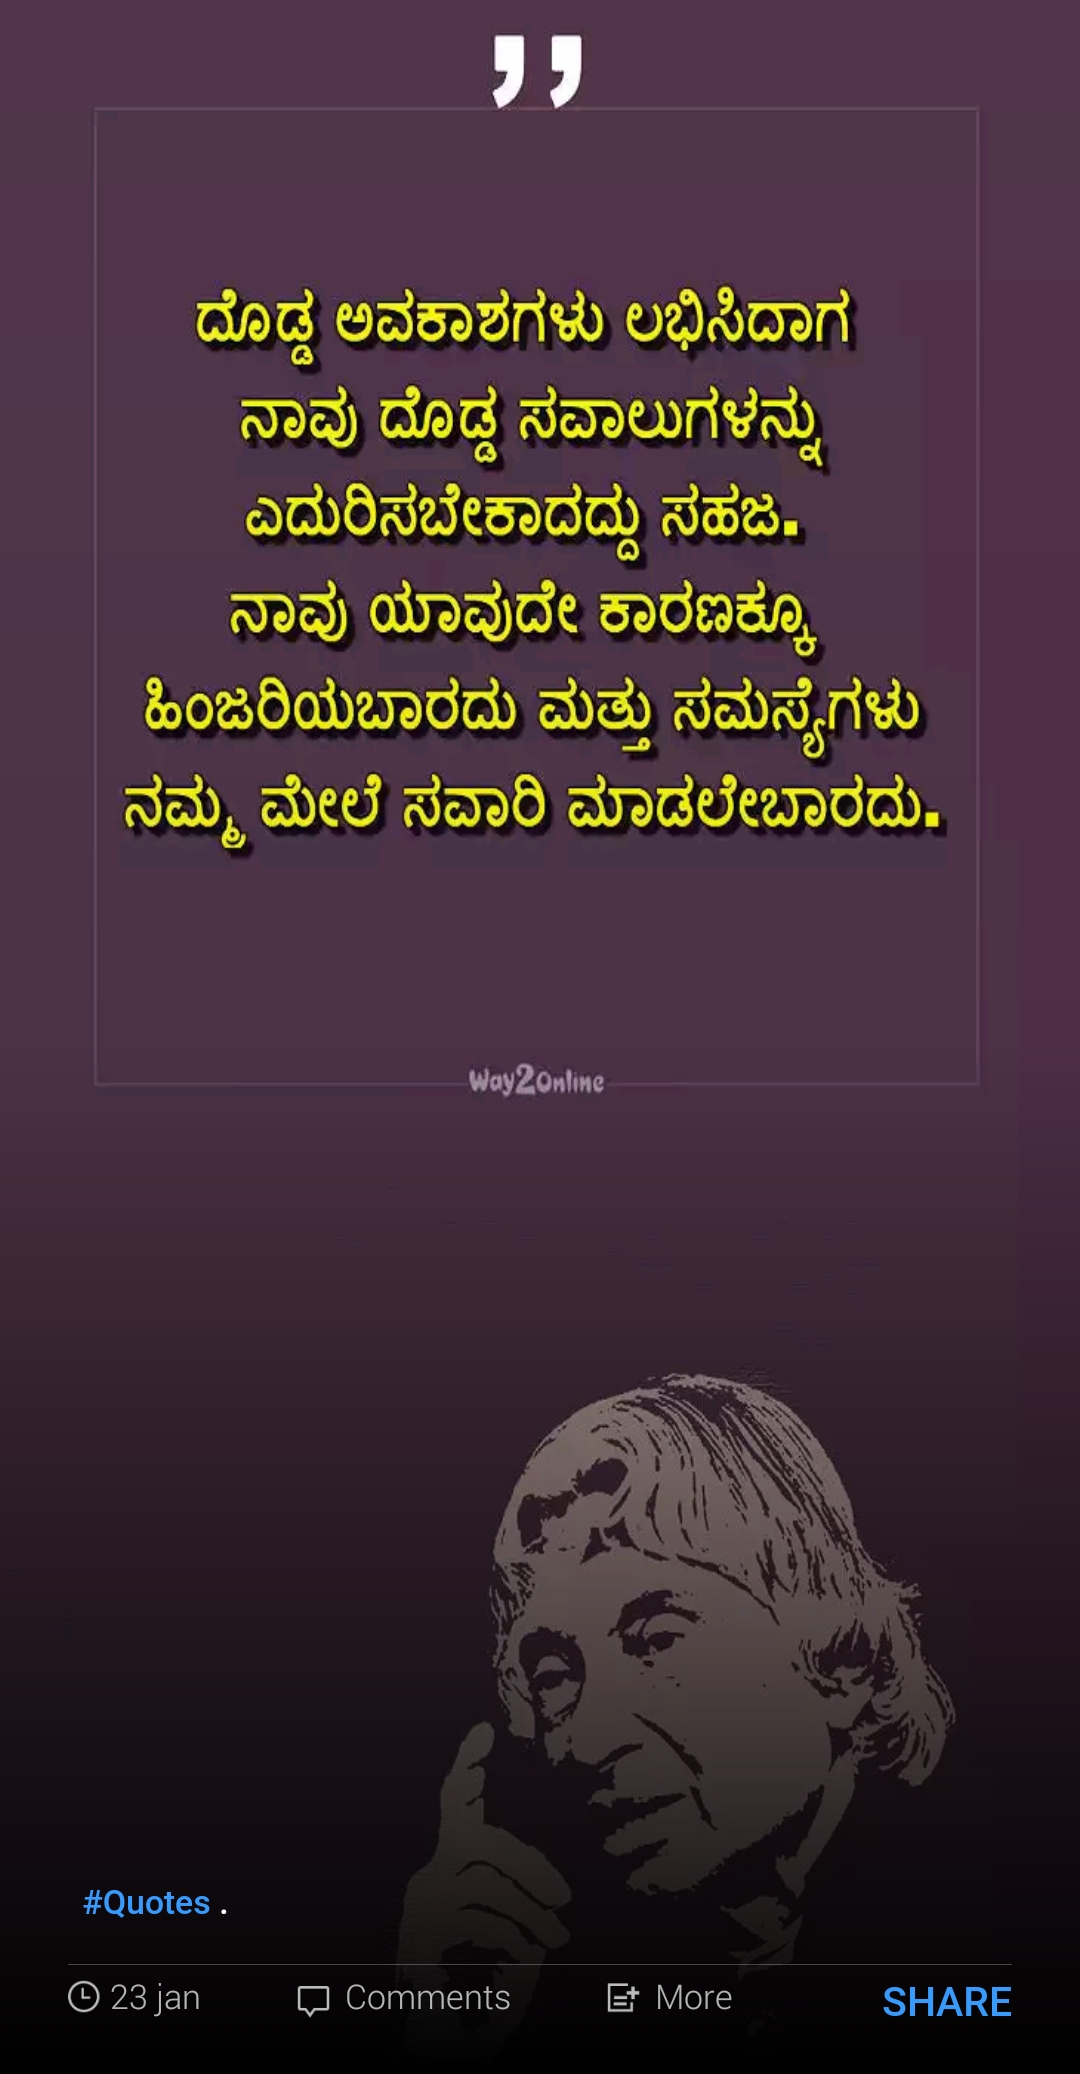 ”
ದೊಡ್ಡ ಅವಕಾಶಗಳು ಲಭಿಸಿದಾಗ
ನಾವು ದೊಡ್ಡ ಸವಾಲುಗಳನ್ನು
ಎದುರಿಸಬೇಕಾದದ್ದು ಸಹಜ.
ನಾವು ಯಾವುದೇ ಕಾರಣಕ್ಕೂ
ಹಿಂಜರಿಯಬಾರದು ಮತ್ತು ಸಮಸ್ಯೆಗಳು
ನಮ್ಮ ಮೇಲೆ ಸವಾರಿ ಮಾಡಲೇಬಾರದು.
Way2Online
#Quotes .
23 jan Comments More SHARE